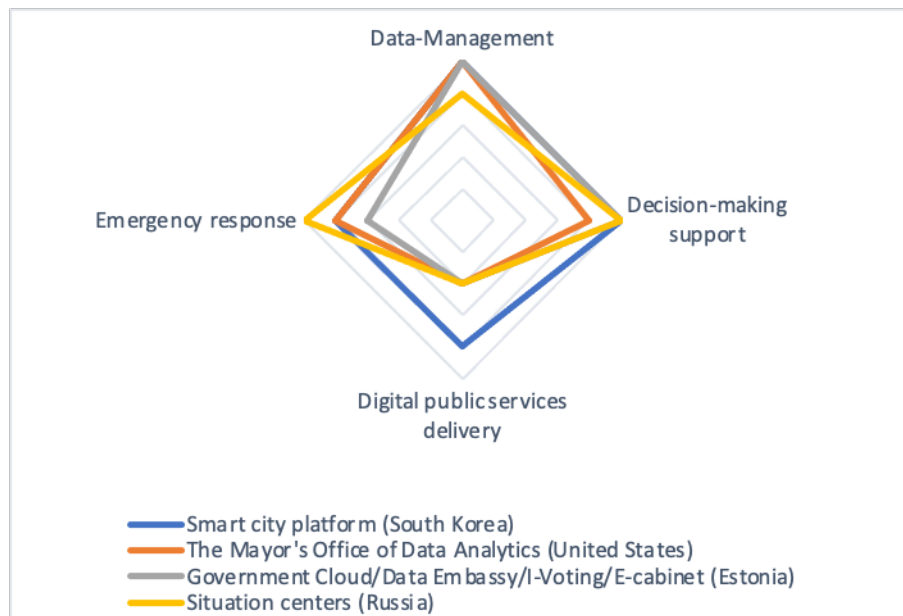 Data-Management
Emergency response
Decision-making
support
Digital public services
delivery
Smart city platform (South Korea)
The Mayor's Office of Data Analytics (United States)
Government Cloud/Data Embassy/I-Voting/E-cabinet (Estonia)
Situation centers (Russia)